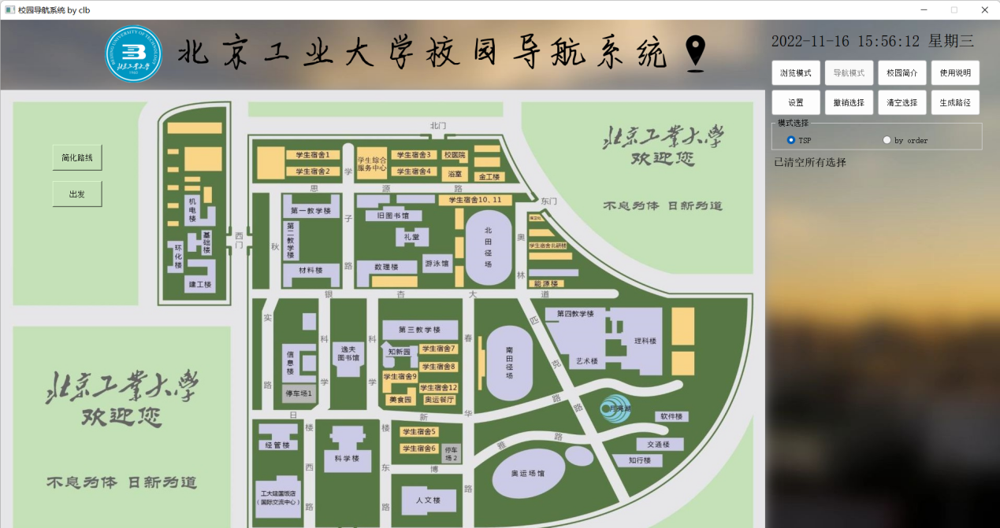 校园导航系统 by clb
北京工业大学校园导航系统
2022-11-16 15:56:12 星期三
浏览模式
导航模式
校园简介
使用说明
设置
撤销选择
清空选择
生成路径
模式选择
TSP
by order
已清空所有选择
简化路线
出发
北京工业大学
欢迎您
不息为体 日新为道
北京工业大学
欢迎您
不息为体 日新为道
北门
东门
西门
机电楼
基础楼
环化楼
建工楼
学生宿舍1
学生宿舍2
学生综合
服务中心
学生宿舍3
学生宿舍4
校医院
浴室
金工楼
思源路
学子路
第一教学楼
第二教学楼
材料楼
旧图书馆
礼堂
数理楼
游泳馆
学生宿舍10、11
北田径场
奥林匹克路
学生宿舍北研楼
能源楼
秋实路
银杏大道
信息楼
停车场1
科学路
逸夫
图书馆
科学
第三教学楼
知新园
学生宿舍7
学生宿舍8
学生宿舍9
学生宿舍12
美食园
奥运餐厅
春华路
南田径场
第四教学楼
理科楼
艺术楼
月亮湖
软件楼
交通楼
知行楼
日新路
经管楼
科学楼
楼西路
楼东路
学生宿舍5
学生宿舍6
停车
场2
博雅路
奥运场馆
人文楼
工大建国饭店
(国际交流中心)